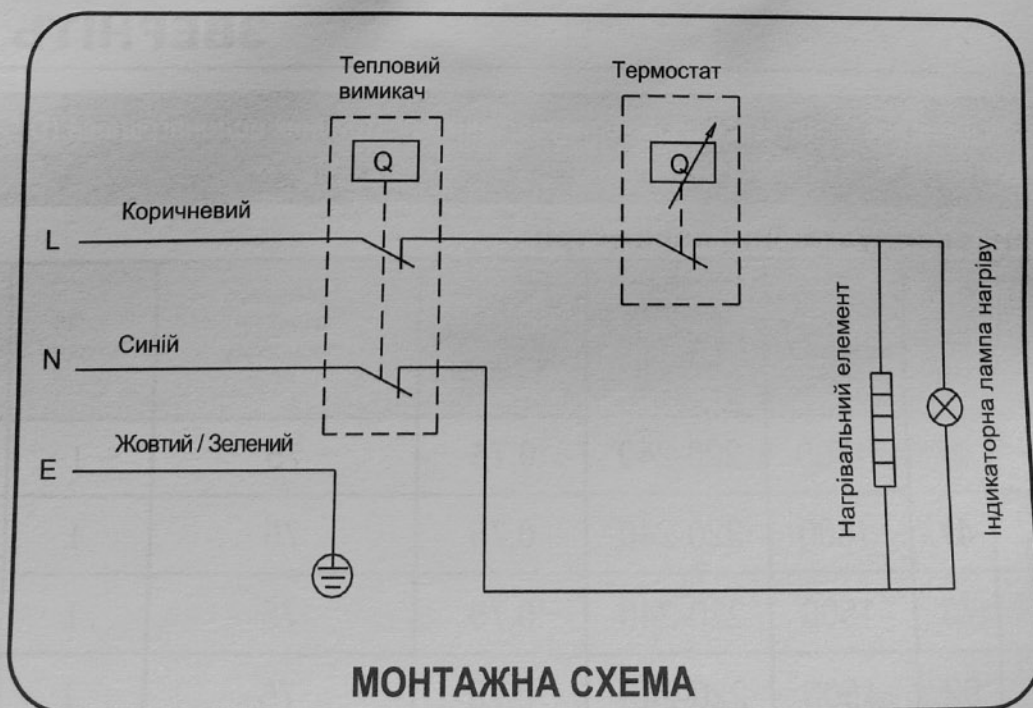 Тепловий
вимикач
Термостат
Q
Q
Коричневий
L
Синій
N
Жовтий / Зелений
E
Нагрівальний елемент
Індикаторна лампа нагріву
МОНТАЖНА СХЕМА